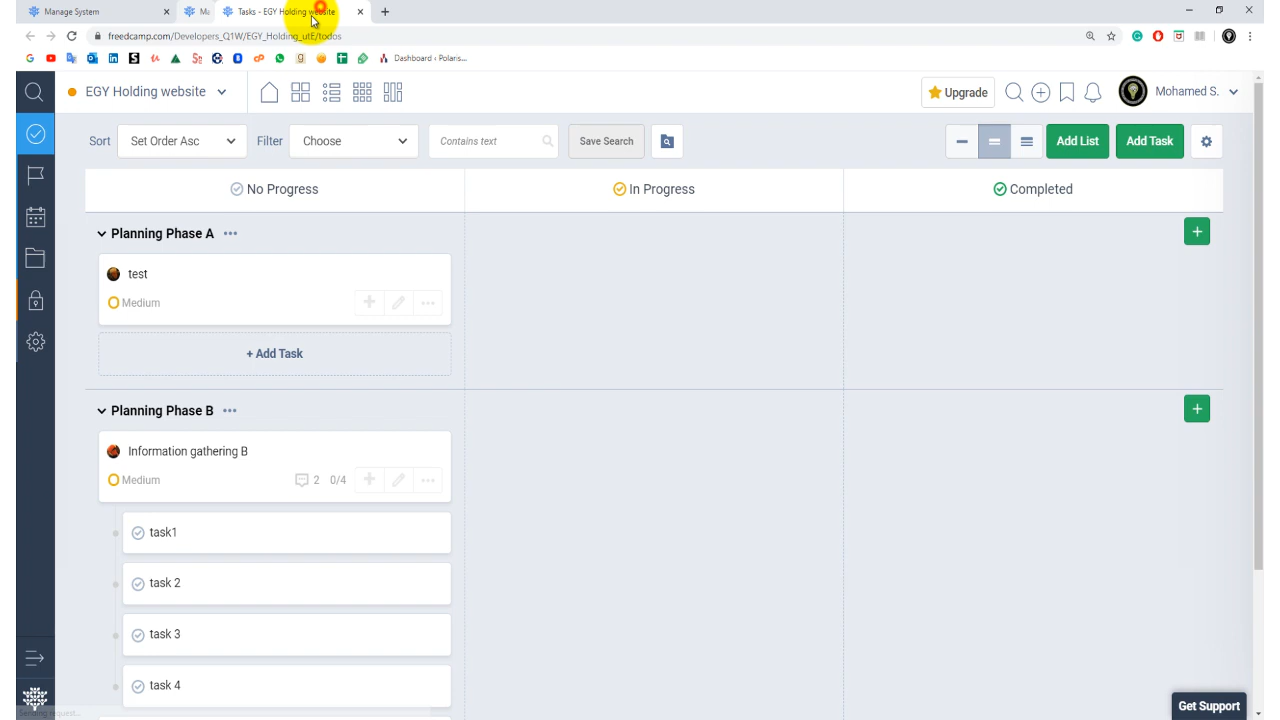 Manage System
Ma
Tasks - EGY Holding website
freedcamp.com/Developers_Q1W/EGY_Holding_utE/todos
Dashboard ‹ Polaris...
EGY Holding website
Upgrade
Mohamed S.
Sort
Set Order Asc
Filter
Choose
Contains text
Save Search
Add List
Add Task
No Progress
In Progress
Completed
Planning Phase A
test
Medium
+ Add Task
Planning Phase B
Information gathering B
Medium
2 0/4
task1
task 2
task 3
task 4
Sending request...
Get Support